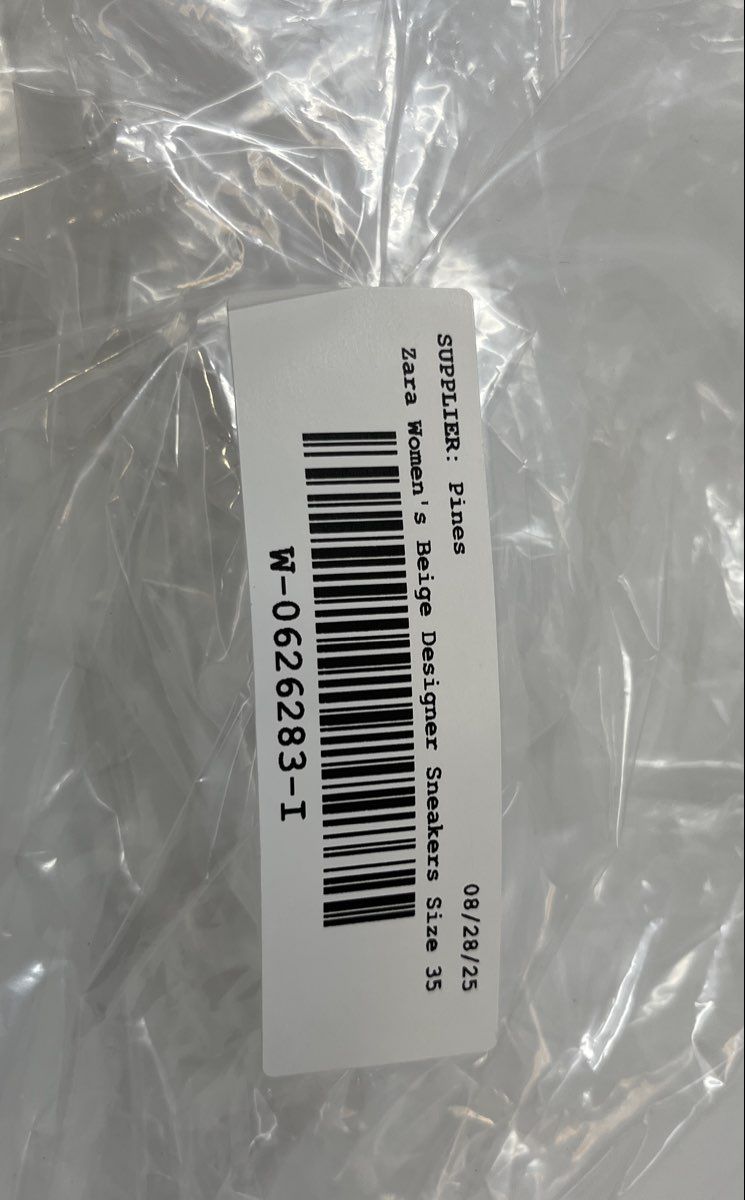 SUPPLIER: Pines 08/28/25
Zara Women's Beige Designer Sneakers Size 35
W-0626283-I